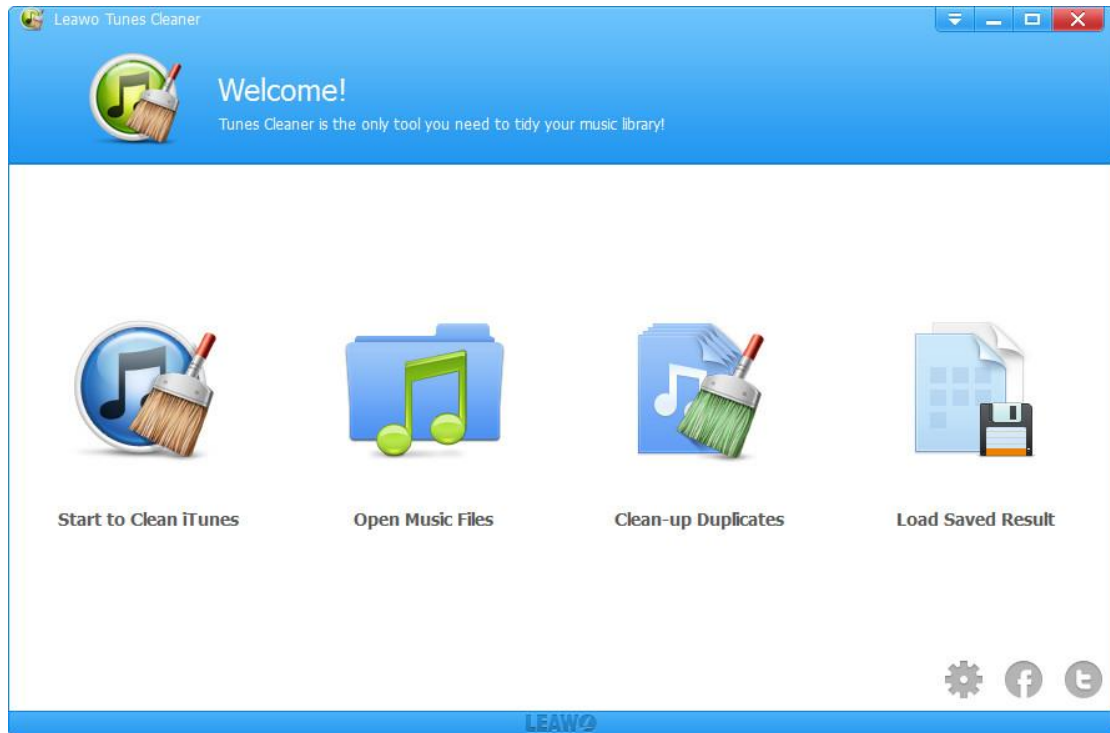 Leawo Tunes Cleaner
Welcome!
Tunes Cleaner is the only tool you need to tidy your music library!
Start to Clean iTunes
Open Music Files
Clean-up Duplicates
Load Saved Result
LEAWO